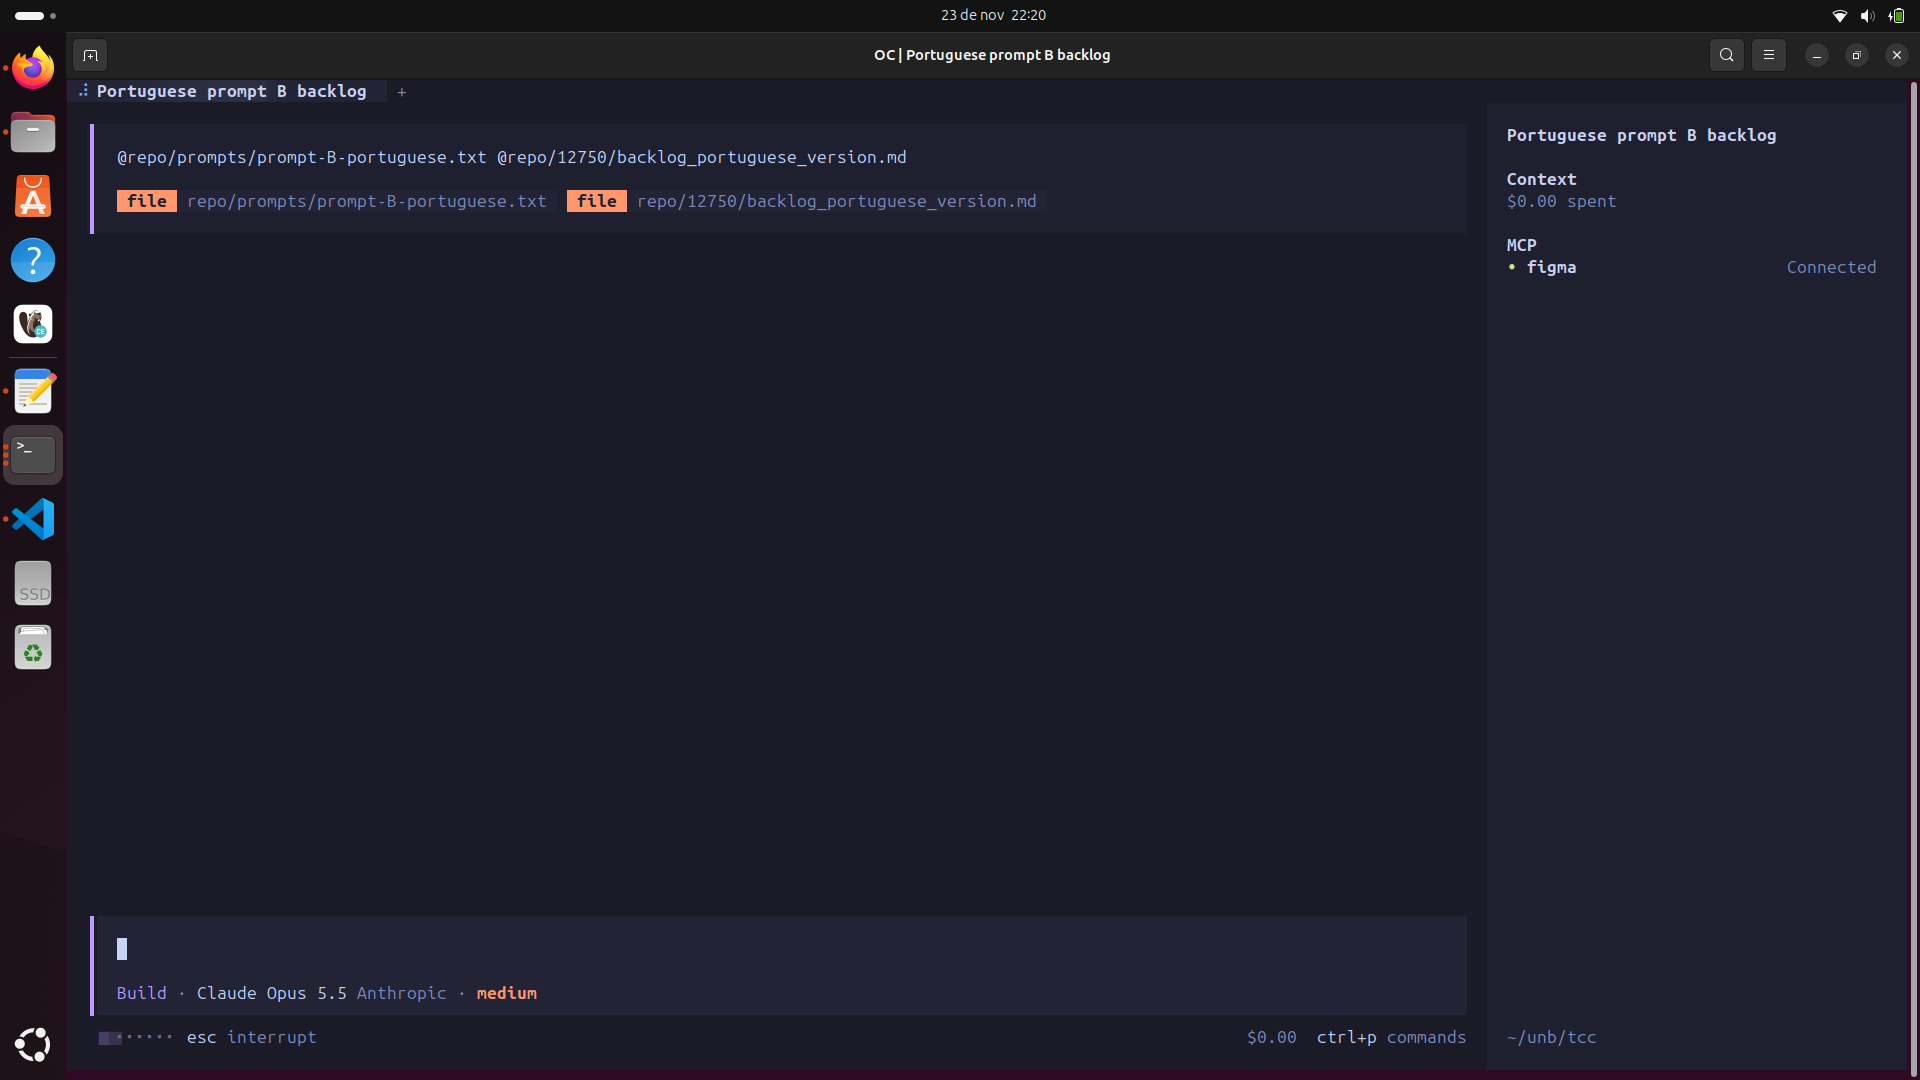 23 de nov 22:20
OC | Portuguese prompt B backlog
Portuguese prompt B backlog +
@repo/prompts/prompt-B-portuguese.txt @repo/12750/backlog_portuguese_version.md
file repo/prompts/prompt-B-portuguese.txt file repo/12750/backlog_portuguese_version.md
Portuguese prompt B backlog
Context
$0.00 spent
MCP
• figma Connected
>_
SSD
Build · Claude Opus 5.5 Anthropic · medium
esc interrupt
$0.00 ctrl+p commands
~/unb/tcc